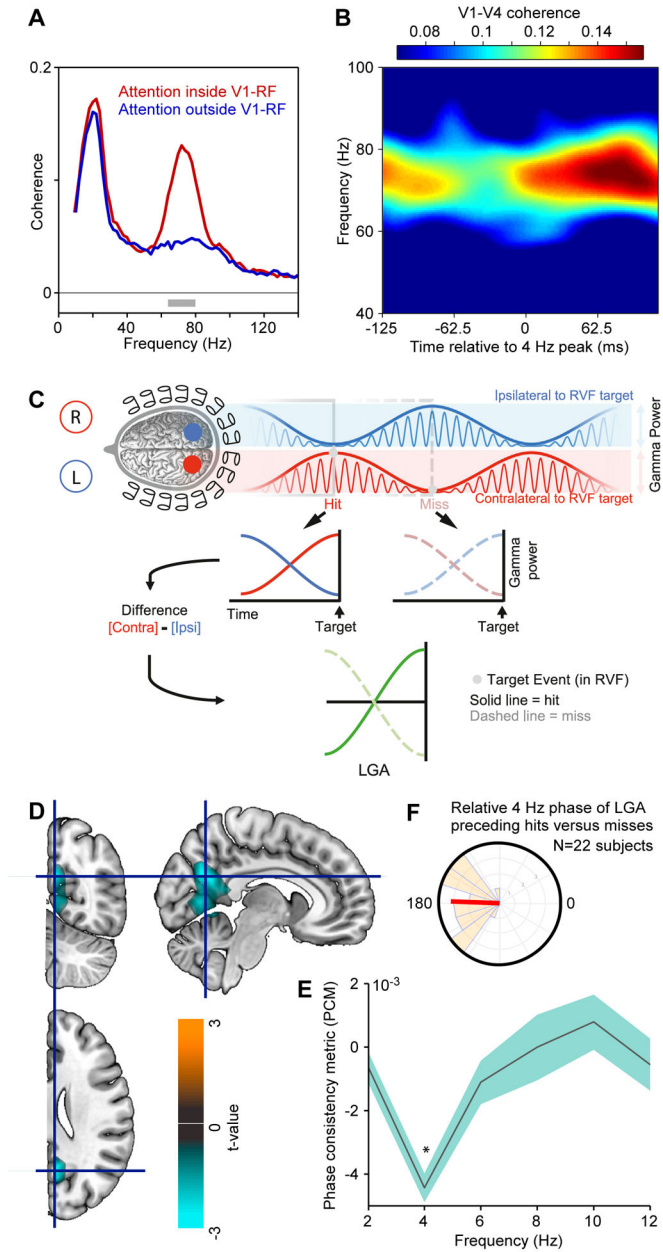 A
0.2
Attention inside V1-RF
Attention outside V1-RF
Coherence
0
0 40 80 120
Frequency (Hz)
B
V1-V4 coherence
0.08 0.1 0.12 0.14
100
80
60
40
Frequency (Hz)
-125 -62.5 0 62.5
Time relative to 4 Hz peak (ms)
C
R
L
Ipsilateral to RVF target
Contralateral to RVF target
Gamma Power
Hit
Miss
Gamma
power
Time
Target
Target
Difference
[Contra] - [Ipsi]
Target Event (in RVF)
Solid line = hit
Dashed line = miss
LGA
D
3
0
-3
t-value
F
Relative 4 Hz phase of LGA
preceding hits versus misses
N=22 subjects
180
0
E
10-3
2
0
-2
-4
Phase consistency metric (PCM)
*
2 4 6 8 10 12
Frequency (Hz)